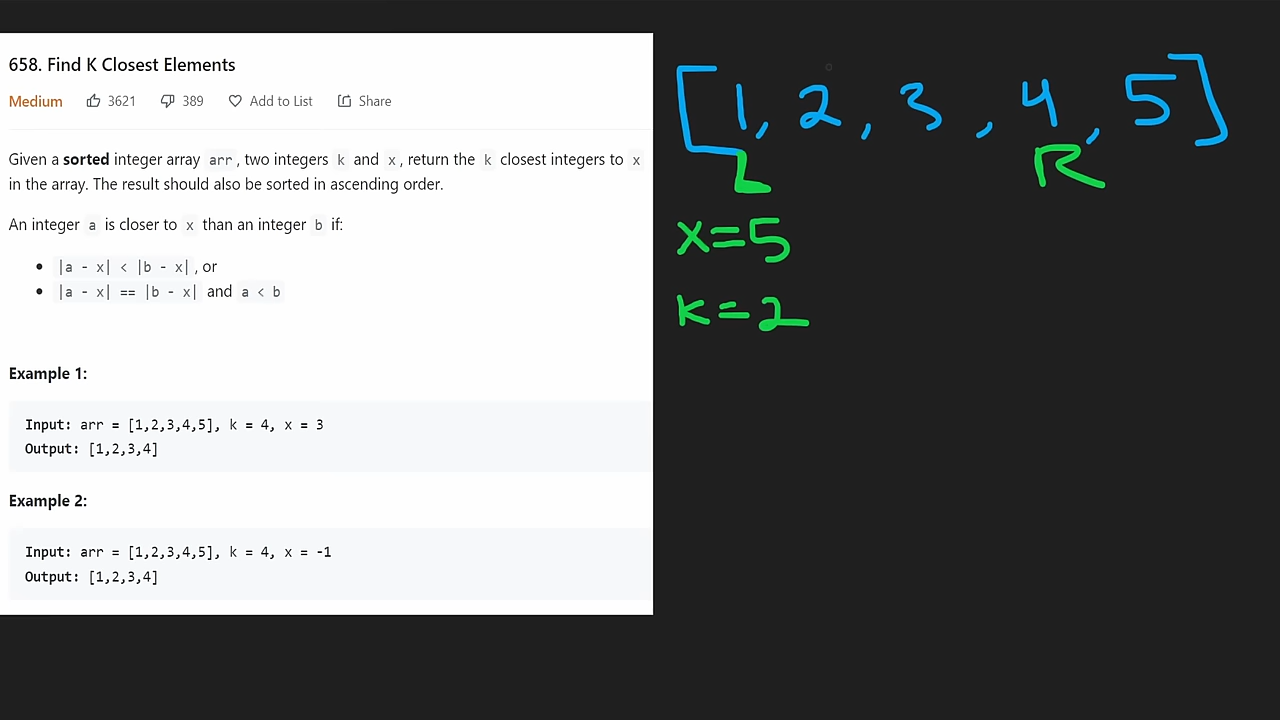 658. Find K Closest Elements
Medium 3621 389 Add to List Share
Given a sorted integer array arr, two integers k and x, return the k closest integers to x
in the array. The result should also be sorted in ascending order.
An integer a is closer to x than an integer b if:
• |a - x| < |b - x|, or
• |a - x| == |b - x| and a < b
Example 1:
Input: arr = [1,2,3,4,5], k = 4, x = 3
Output: [1,2,3,4]
Example 2:
Input: arr = [1,2,3,4,5], k = 4, x = -1
Output: [1,2,3,4]
[1, 2, 3, 4, 5]
L R
x=5
k=2